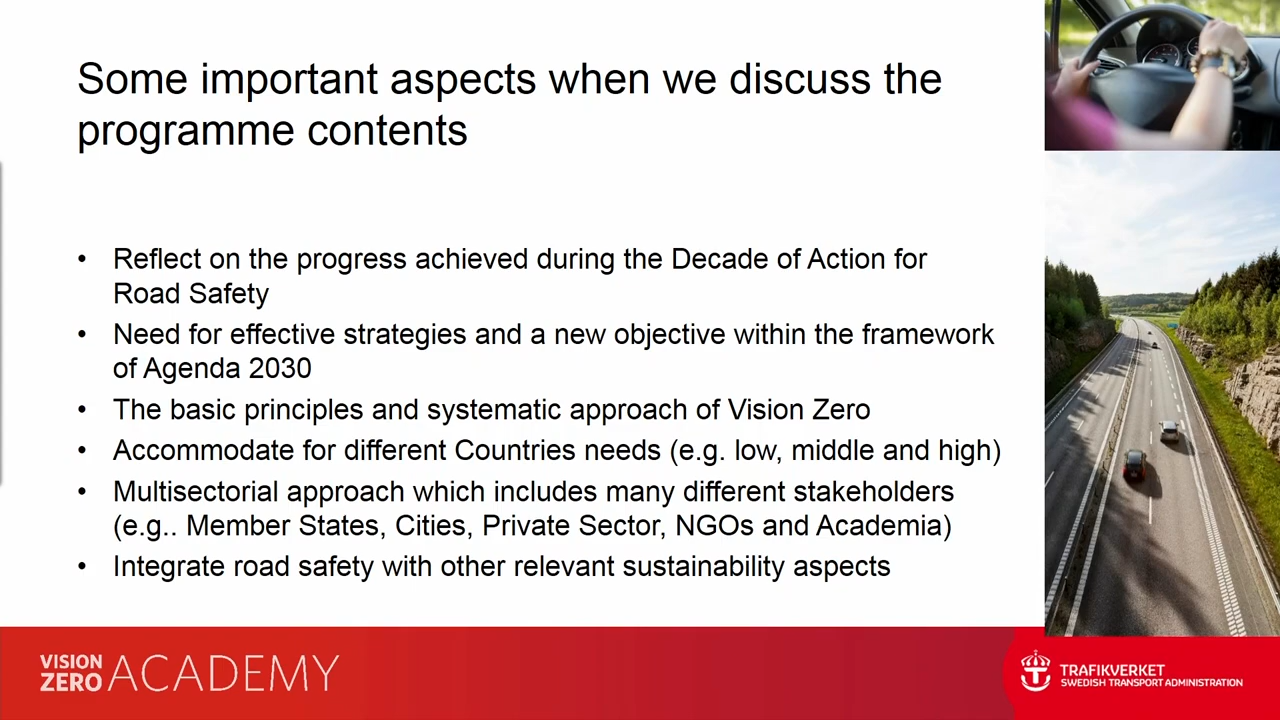 Some important aspects when we discuss the
programme contents
• Reflect on the progress achieved during the Decade of Action for
Road Safety
• Need for effective strategies and a new objective within the framework
of Agenda 2030
• The basic principles and systematic approach of Vision Zero
• Accommodate for different Countries needs (e.g. low, middle and high)
• Multisectorial approach which includes many different stakeholders
(e.g.. Member States, Cities, Private Sector, NGOs and Academia)
• Integrate road safety with other relevant sustainability aspects
VISION
ZERO ACADEMY
TRAFIKVERKET
SWEDISH TRANSPORT ADMINISTRATION